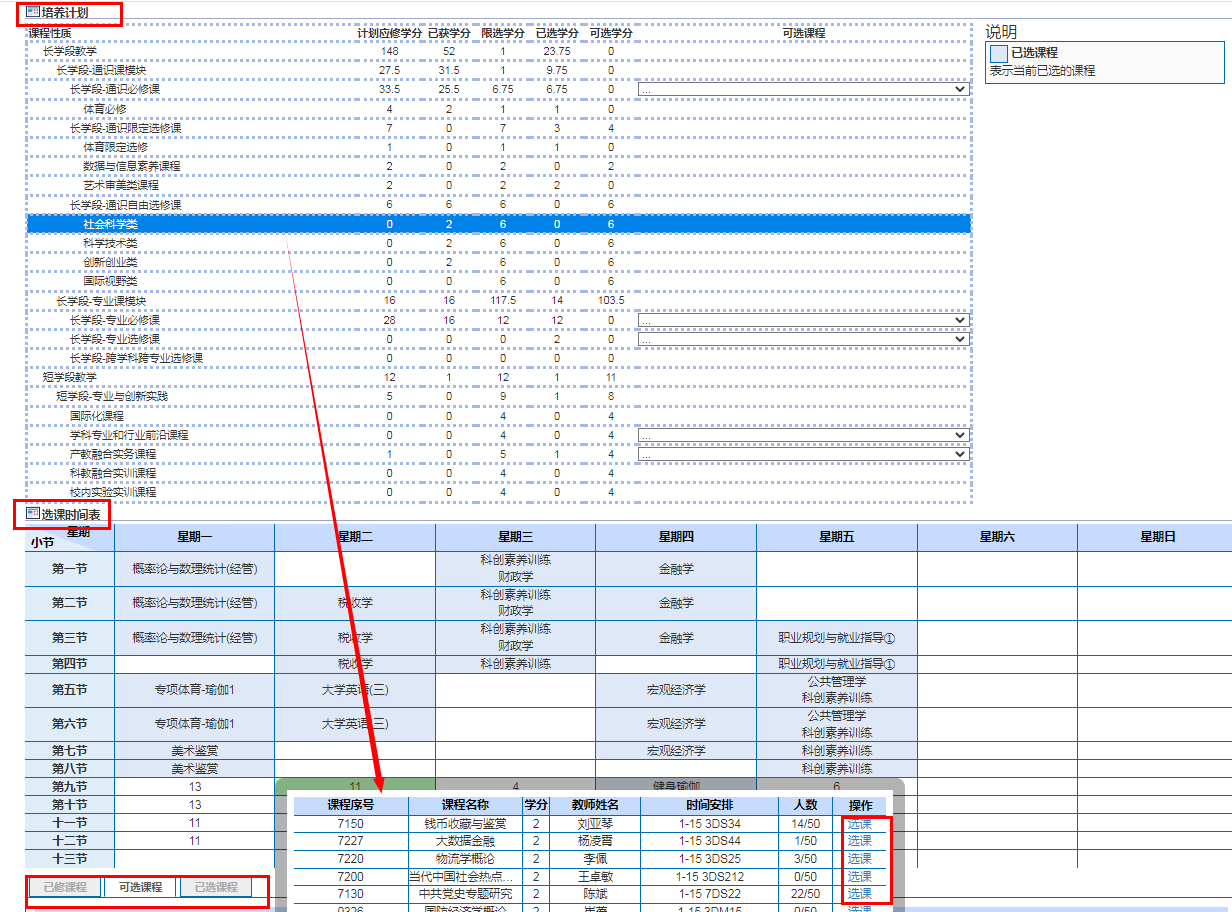 培养计划
课程性质 计划应修学分 已获学分 限选学分 已选学分 可选学分 可选课程
长学段教学 148 52 1 23.75 0
长学段-通识课模块 27.5 31.5 1 9.75 0
长学段-通识必修课 33.5 25.5 6.75 6.75 0 ...
体育必修 4 2 1 1 0
长学段-通识限定选修课 7 0 7 3 4
体育限定选修 1 0 1 1 0
数据与信息素养课程 2 0 2 0 2
艺术审美类课程 2 0 2 2 0
长学段-通识自由选修课 6 6 6 0 6
社会科学类 0 2 6 0 6
科学技术类 0 2 6 0 6
创新创业类 0 2 6 0 6
国际视野类 0 0 6 0 6
长学段-专业课模块 16 16 117.5 14 103.5
长学段-专业必修课 28 16 12 12 0 ...
长学段-专业选修课 0 0 0 2 0 ...
长学段-跨学科跨专业选修课 0 0 0 0 0
短学段教学 12 1 12 1 11
短学段-专业与创新实践 5 0 9 1 8
国际化课程 0 0 4 0 4
学科专业和行业前沿课程 0 0 4 0 4 ...
产教融合实务课程 1 0 5 1 4 ...
科教融合实训课程 0 0 4 0 4
校内实验实训课程 0 0 4 0 4
说明
已选课程
表示当前已选的课程
选课时间表
星期
小节 星期一 星期二 星期三 星期四 星期五 星期六 星期日
第一节 概率论与数理统计(经管) 科创素养训练 金融学
财政学
第二节 概率论与数理统计(经管) 税收学 科创素养训练 金融学
财政学
第三节 概率论与数理统计(经管) 税收学 科创素养训练 金融学 职业规划与就业指导①
财政学
第四节 税收学 科创素养训练 职业规划与就业指导①
第五节 专项体育-瑜伽1 大学英语(三) 宏观经济学 公共管理学
科创素养训练
第六节 专项体育-瑜伽1 大学英语(三) 宏观经济学 公共管理学
科创素养训练
第七节 美术鉴赏 宏观经济学 科创素养训练
第八节 美术鉴赏 科创素养训练
第九节 13 11 4 健身瑜伽 6
第十节 13
十一节 11
十二节 11
十三节
课程序号 课程名称 学分 教师姓名 时间安排 人数 操作
7150 钱币收藏与鉴赏 2 刘亚琴 1-15 3DS34 14/50 选课
7227 大数据金融 2 杨凌霄 1-15 3DS44 1/50 选课
7220 物流学概论 2 李佩 1-15 3DS25 3/50 选课
7200 当代中国社会热点... 2 王卓敏 1-15 3DS212 0/50 选课
7130 中共党史专题研究 2 陈斌 1-15 7DS22 22/50 选课
0326 国防经济学概论 2 1-15 3DM15 0/50 选课
已修课程 可选课程 已选课程